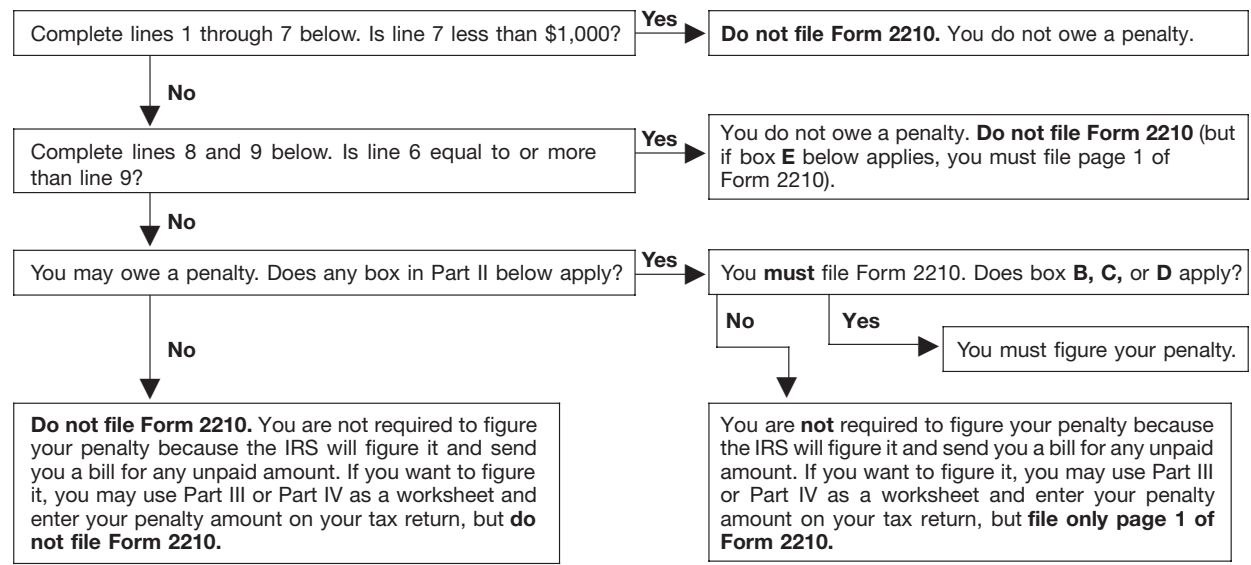 Complete lines 1 through 7 below. Is line 7 less than $1,000?
Yes
Do not file Form 2210. You do not owe a penalty.
No
Complete lines 8 and 9 below. Is line 6 equal to or more
than line 9?
Yes
You do not owe a penalty. Do not file Form 2210 (but
if box E below applies, you must file page 1 of
Form 2210).
No
You may owe a penalty. Does any box in Part II below apply?
Yes
You must file Form 2210. Does box B, C, or D apply?
No
Yes
You must figure your penalty.
No
Do not file Form 2210. You are not required to figure
your penalty because the IRS will figure it and send
you a bill for any unpaid amount. If you want to figure
it, you may use Part III or Part IV as a worksheet and
enter your penalty amount on your tax return, but do
not file Form 2210.
You are not required to figure your penalty because
the IRS will figure it and send you a bill for any unpaid
amount. If you want to figure it, you may use Part III
or Part IV as a worksheet and enter your penalty
amount on your tax return, but file only page 1 of
Form 2210.